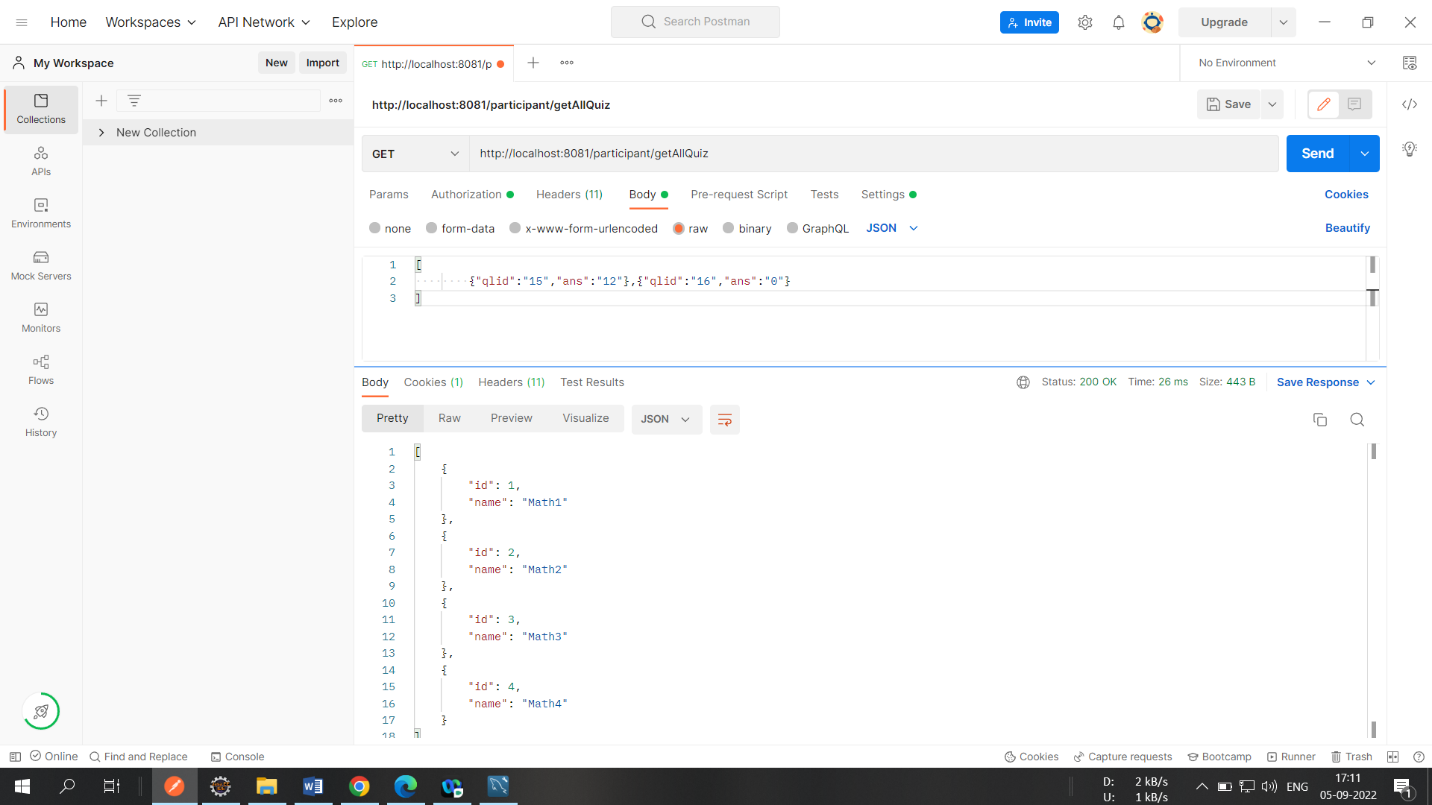 Home Workspaces API Network Explore Search Postman Invite Upgrade
My Workspace New Import GET http://localhost:8081/p No Environment
http://localhost:8081/participant/getAllQuiz Save
Collections New Collection
GET http://localhost:8081/participant/getAllQuiz Send
APIs
Params Authorization Headers (11) Body Pre-request Script Tests Settings Cookies
Environments
none form-data x-www-form-urlencoded raw binary GraphQL JSON Beautify
Mock Servers
1 [
2 {"qlid":"15","ans":"12"},{"qlid":"16","ans":"0"}
3 ]
Monitors
Flows
History
Body Cookies (1) Headers (11) Test Results Status: 200 OK Time: 26 ms Size: 443 B Save Response
Pretty Raw Preview Visualize JSON
1 [
2 {
3 "id": 1,
4 "name": "Math1"
5 },
6 {
7 "id": 2,
8 "name": "Math2"
9 },
10 {
11 "id": 3,
12 "name": "Math3"
13 },
14 {
15 "id": 4,
16 "name": "Math4"
17 }
18 ]
Online Find and Replace Console Cookies Capture requests Bootcamp Runner Trash
D: 2 kB/s ENG 17:11
U: 1 kB/s 05-09-2022 1